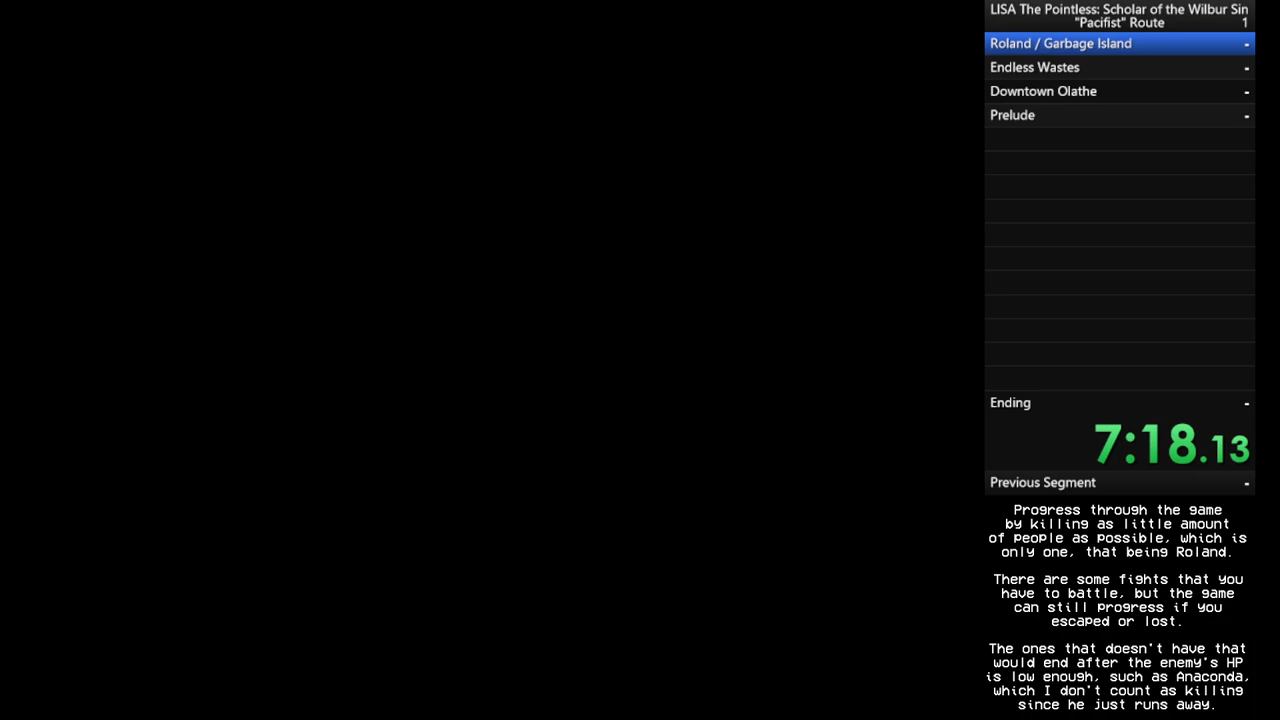 LISA The Pointless: Scholar of the Wilbur Sin
"Pacifist" Route 1
Roland / Garbage Island -
Endless Wastes -
Downtown Olathe -
Prelude -
Ending -
7:18.13
Previous Segment -
Progress through the game
by killing as little amount
of people as possible, which is
only one, that being Roland.
There are some fights that you
have to battle, but the game
can still progress if you
escaped or lost.
The ones that doesn't have that
would end after the enemy's HP
is low enough, such as Anaconda,
which I don't count as killing
since he just runs away.